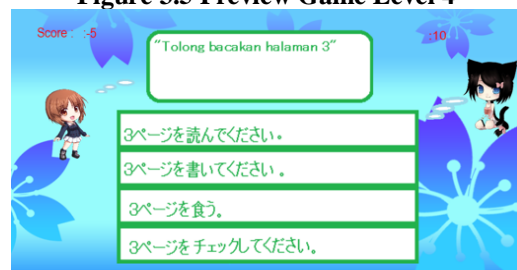 Figure 3.5 Preview Game Level 4
Score : :-5
:10
"Tolong bacakan halaman 3"
3ページを読んでください。
3ページを書いてください 。
3ページを食う。
3ページをチェックしてください。